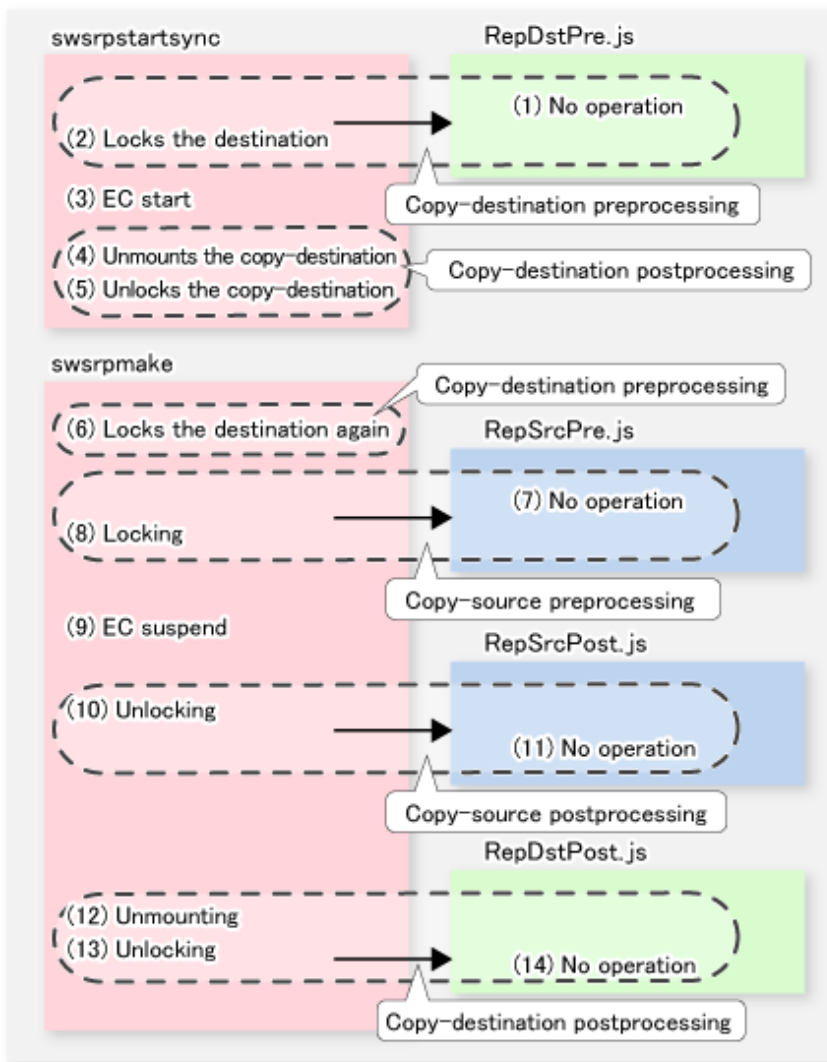 swsrpstartsync
RepDstPre.js
(1) No operation
(2) Locks the destination
(3) EC start
Copy-destination preprocessing
(4) Unmounts the copy-destination
(5) Unlocks the copy-destination
Copy-destination postprocessing
swsrpmake
Copy-destination preprocessing
(6) Locks the destination again
RepSrcPre.js
(7) No operation
(8) Locking
Copy-source preprocessing
(9) EC suspend
RepSrcPost.js
(10) Unlocking
(11) No operation
Copy-source postprocessing
RepDstPost.js
(12) Unmounting
(13) Unlocking
(14) No operation
Copy-destination postprocessing